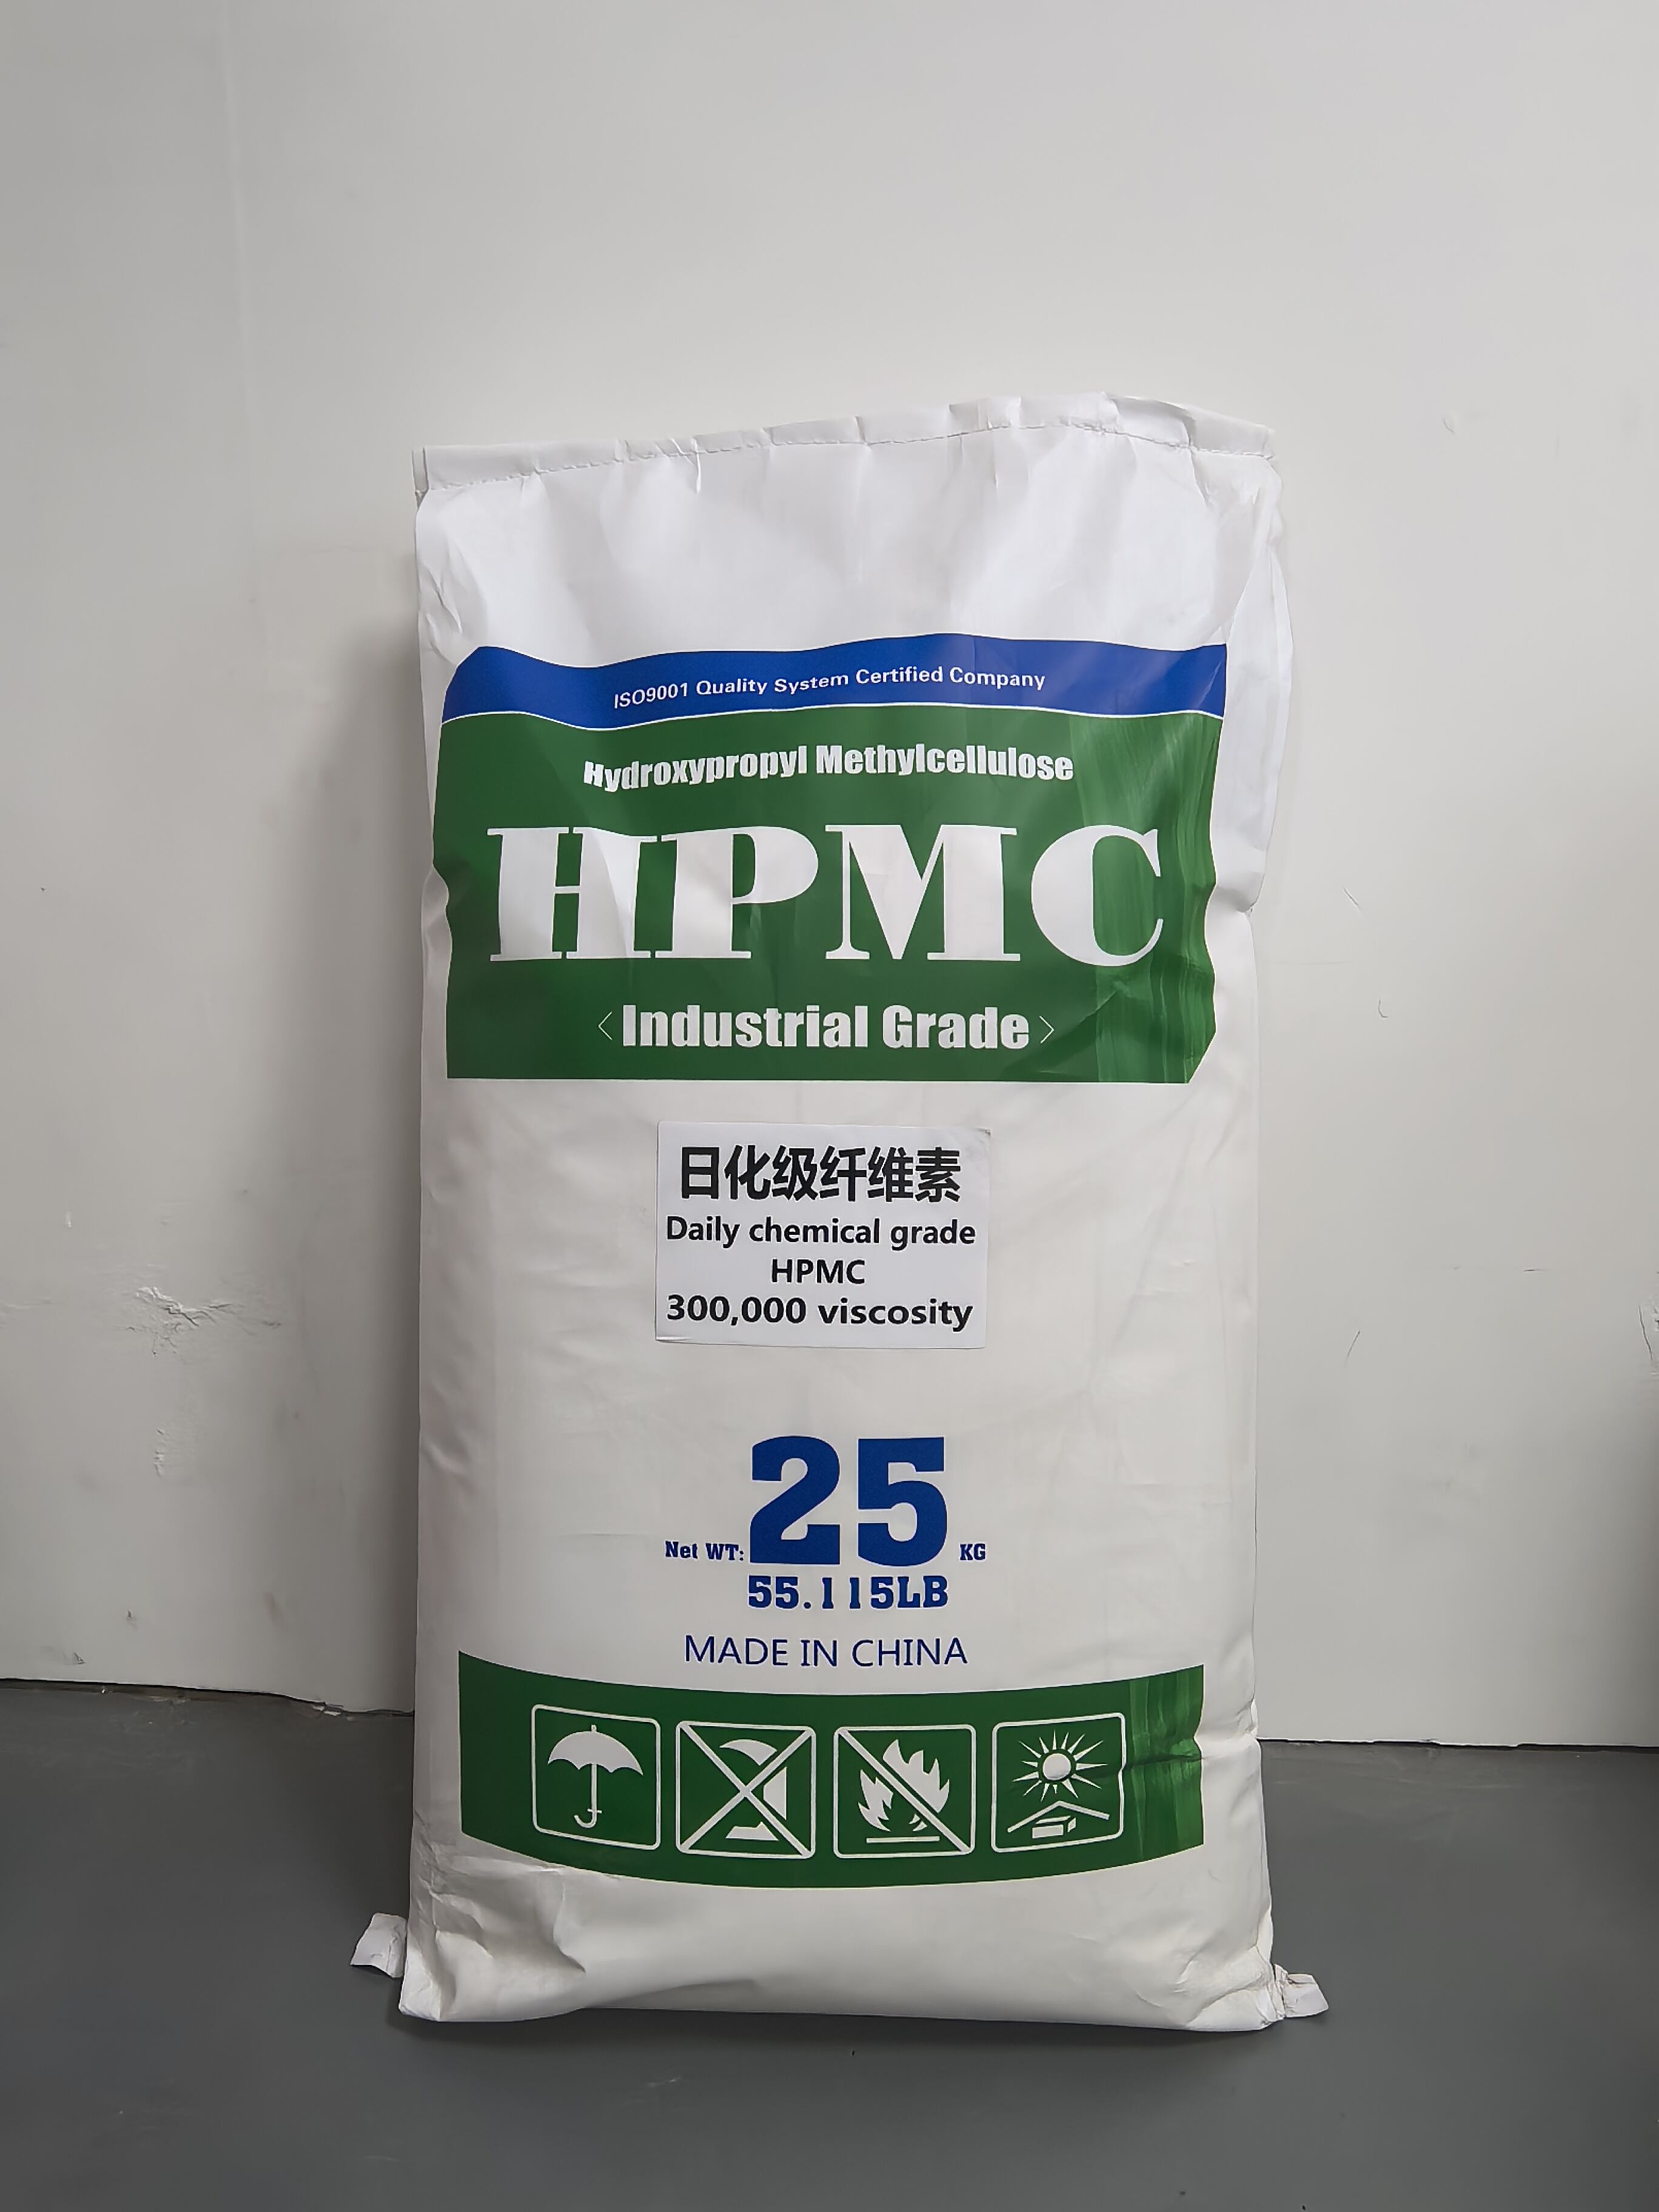 ISO9001 Quality System Certified Company
Hydroxypropyl Methylcellulose
HPMC
〈Industrial Grade〉
日化级纤维素
Daily chemical grade
HPMC
300,000 viscosity
Net WT: 25 KG
55.115LB
MADE IN CHINA